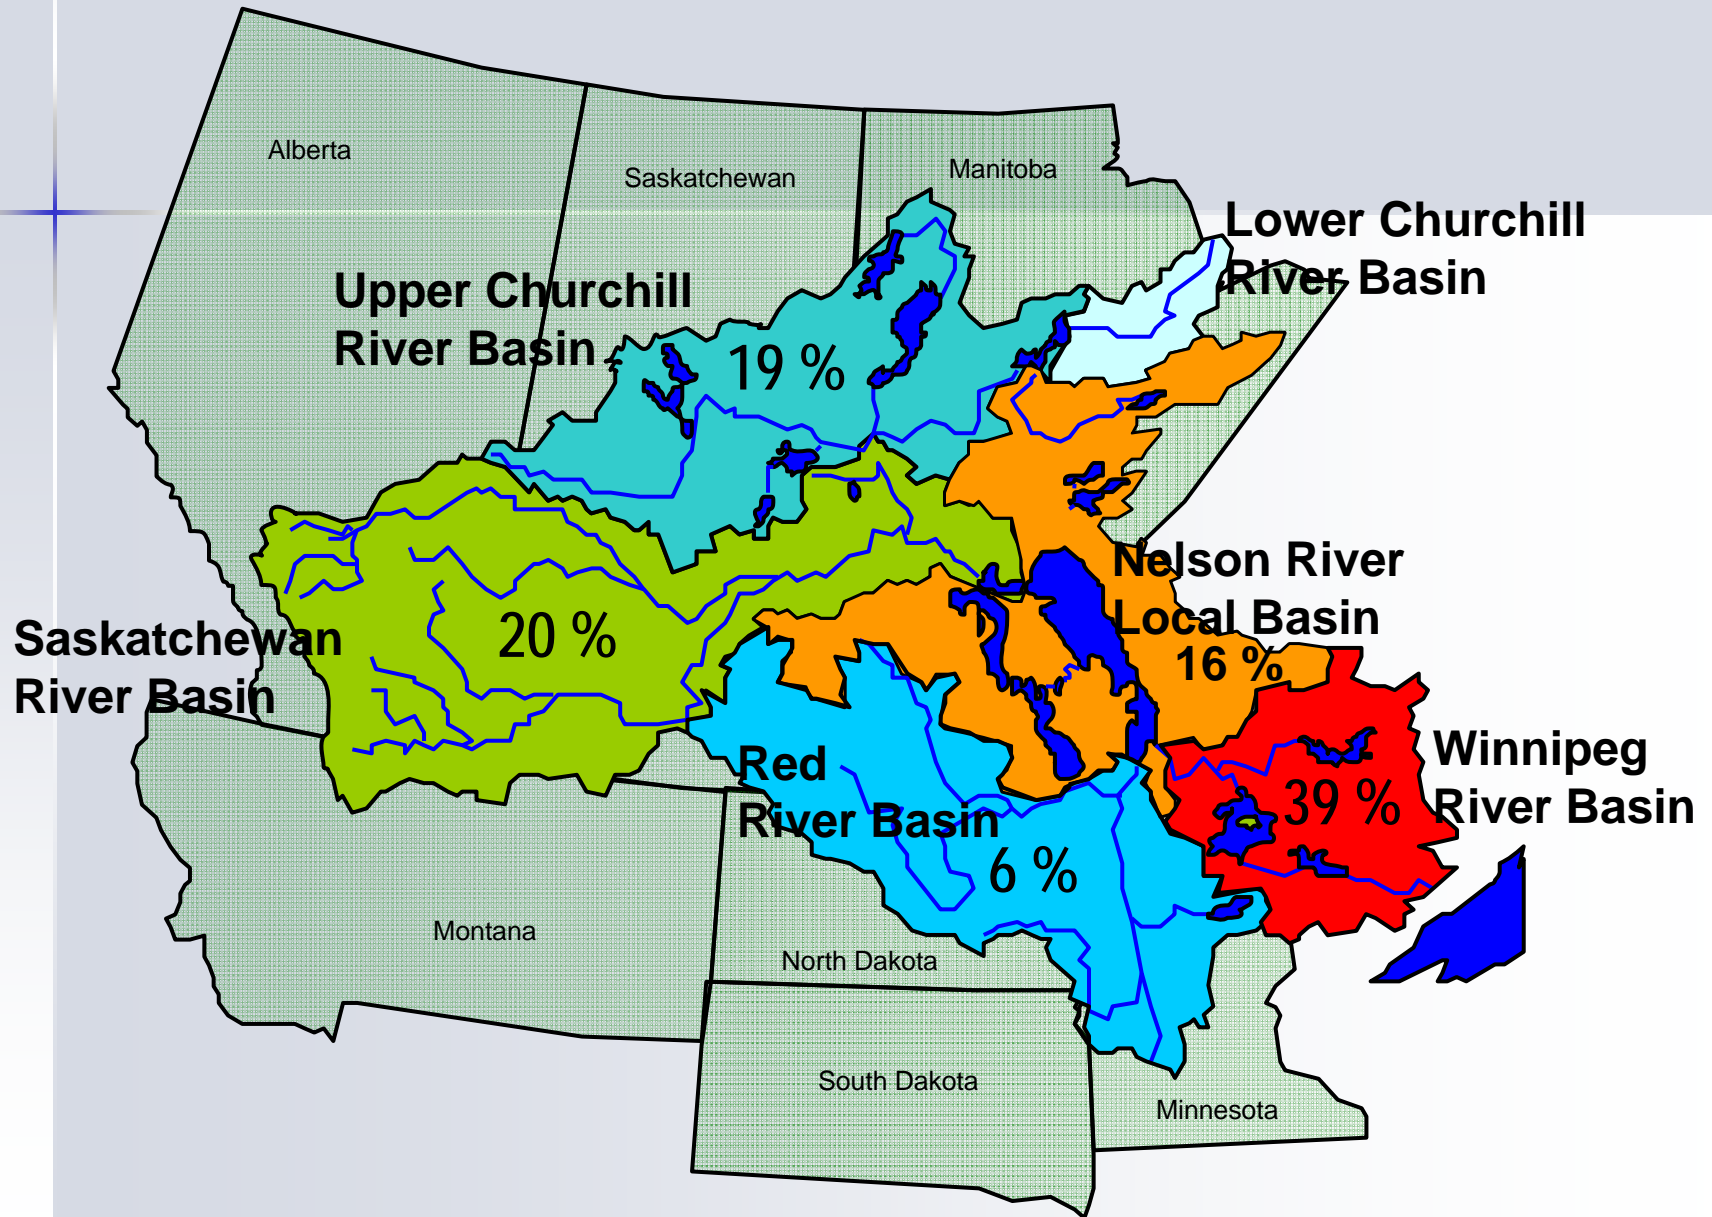 Alberta
Saskatchewan
Manitoba
Lower Churchill
River Basin
Upper Churchill
River Basin
19 %
Nelson River
Local Basin
16 %
Saskatchewan
River Basin
20 %
Winnipeg
River Basin
39 %
Red
River Basin
6 %
Montana
North Dakota
South Dakota
Minnesota